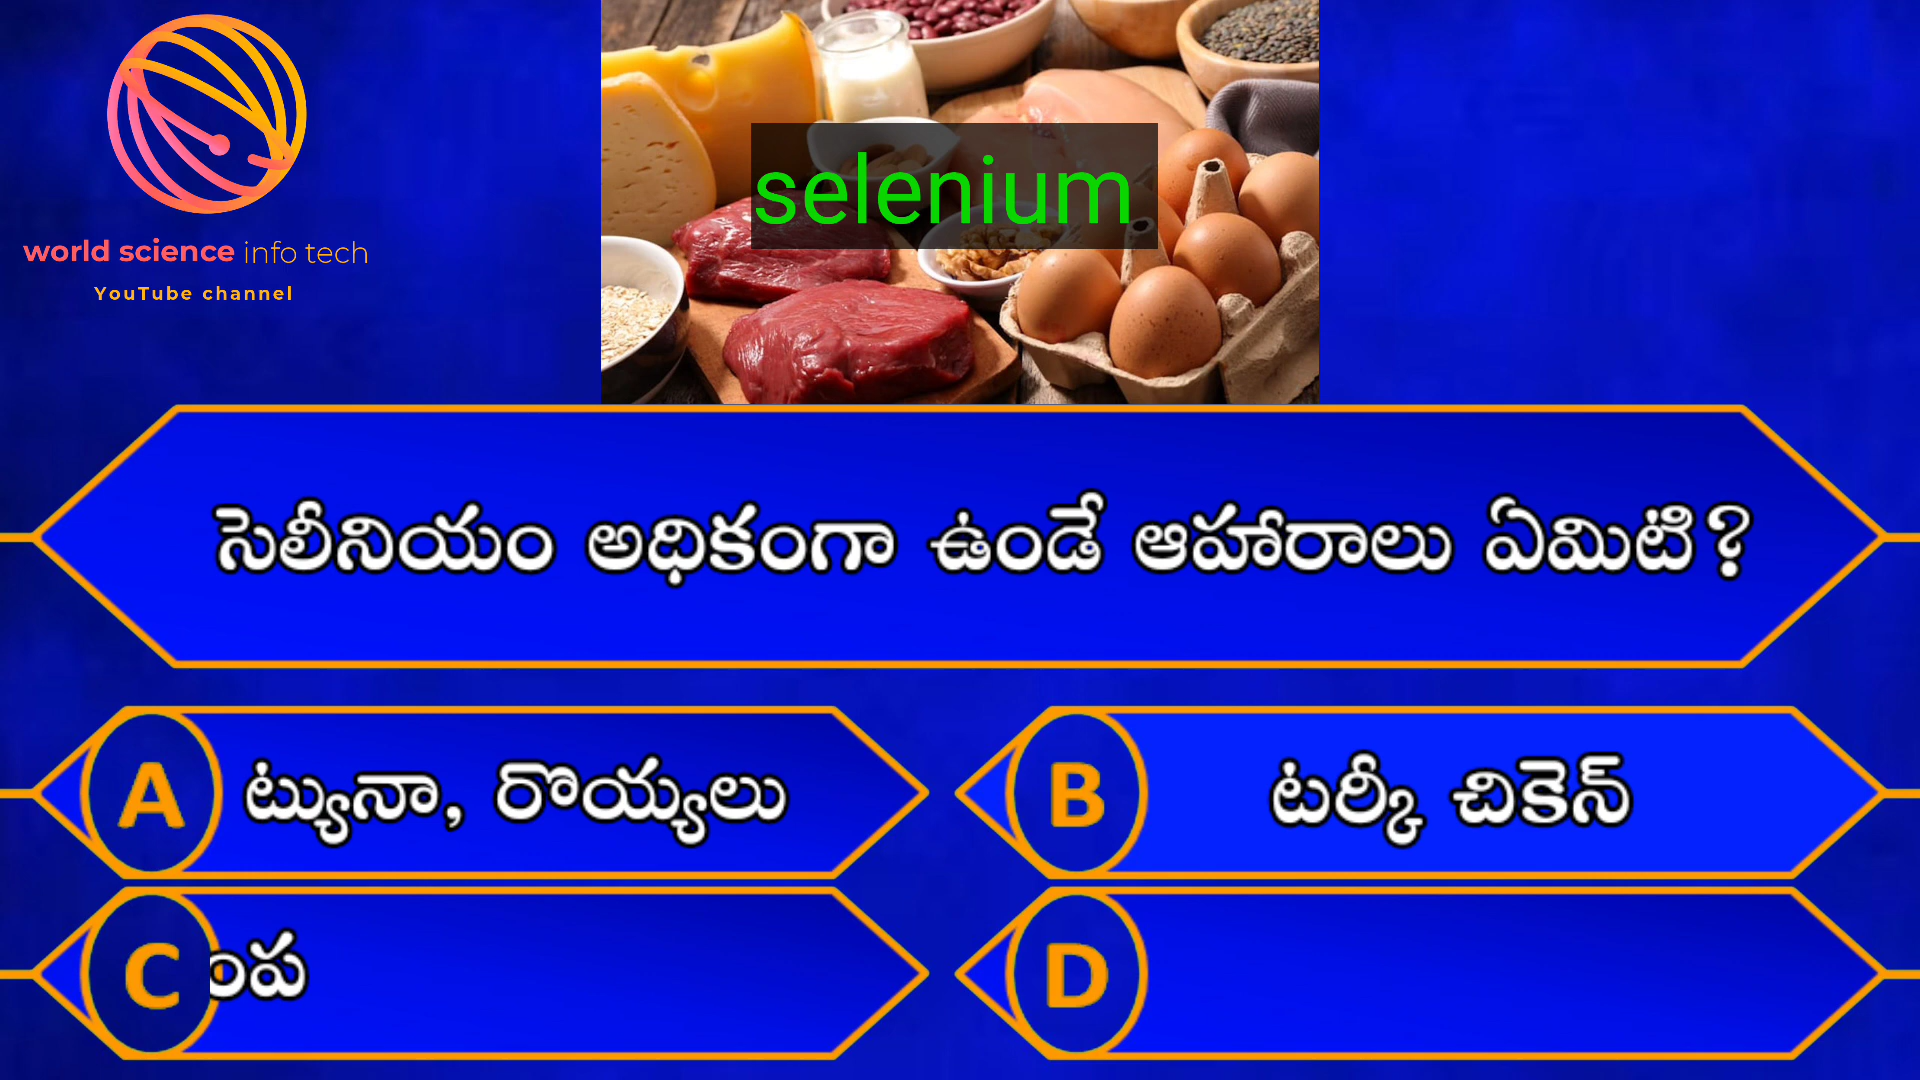 selenium
world science info tech
YouTube channel
సెలీనియం అధికంగా ఉండే ఆహారాలు ఏమిటి?
A ట్యునా, రొయ్యలు
B టర్కీ చికెన్
C ంప
D